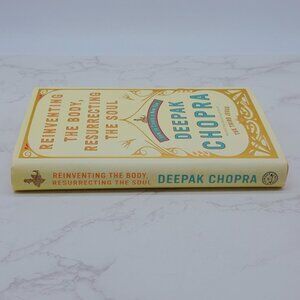 REINVENTING
THE BODY,
RESURRECTING
THE SOUL
DEEPAK
CHOPRA
REINVENTING THE BODY,
RESURRECTING THE SOUL
DEEPAK CHOPRA